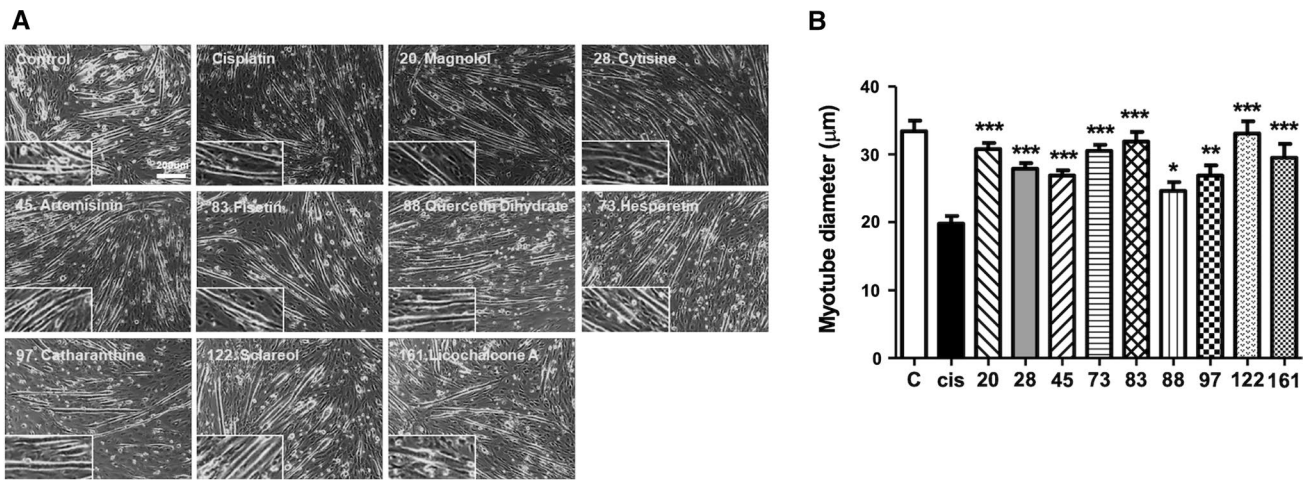 A
Control
Cisplatin
20. Magnolol
28. Cytisine
200um
45. Artemisinin
83.Fisetin
88.Quercetin Dihydrate
73.Hesperetin
97. Catharanthine
122. Sclareol
161.Licochalcone A
B
Myotube diameter (μm)
40
30
20
10
0
*** *** *** *** *** * ** *** ***
C cis 20 28 45 73 83 88 97 122 161